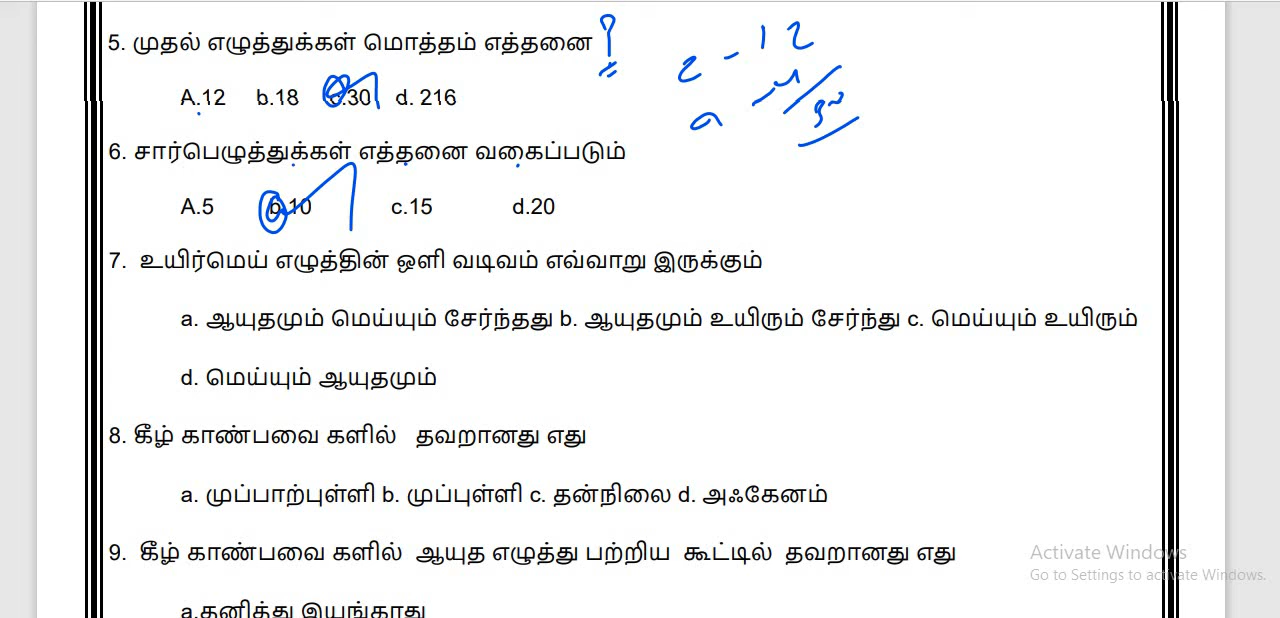 5. முதல் எழுத்துக்கள் மொத்தம் எத்தனை ?
A.12 b.18 c.30 d. 216
- 12
6. சார்பெழுத்துக்கள் எத்தனை வகைப்படும்
A.5 b.10 c.15 d.20
7. உயிர்மெய் எழுத்தின் ஒளி வடிவம் எவ்வாறு இருக்கும்
a. ஆயுதமும் மெய்யும் சேர்ந்தது b. ஆயுதமும் உயிரும் சேர்ந்து c. மெய்யும் உயிரும்
d. மெய்யும் ஆயுதமும்
8. கீழ் காண்பவை களில் தவறானது எது
a. முப்பாற்புள்ளி b. முப்புள்ளி c. தன்நிலை d. அஃகேனம்
9. கீழ் காண்பவை களில் ஆயுத எழுத்து பற்றிய கூட்டில் தவறானது எது
Activate Windows
Go to Settings to activate Windows.
a.தனித்து இயங்காது